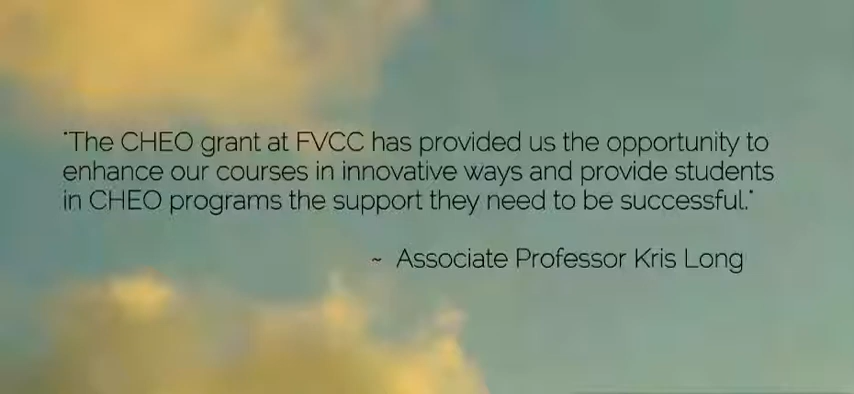 "The CHEO grant at FVCC has provided us the opportunity to
enhance our courses in innovative ways and provide students
in CHEO programs the support they need to be successful."
~ Associate Professor Kris Long